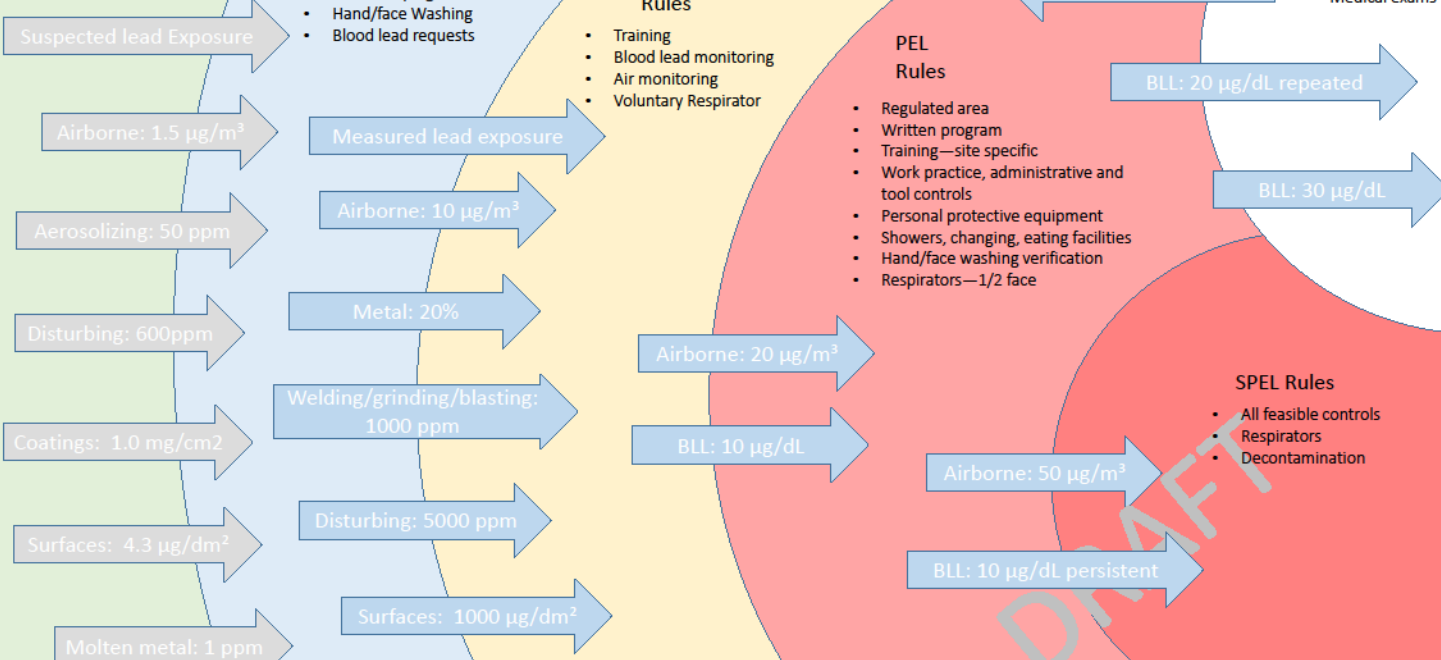 Hand/face Washing
Blood lead requests
Suspected lead Exposure
Airborne: 1.5 µg/m³
Aerosolizing: 50 ppm
Disturbing: 600ppm
Coatings: 1.0 mg/cm2
Surfaces: 4.3 µg/dm²
Molten metal: 1 ppm
Rules
Training
Blood lead monitoring
Air monitoring
Voluntary Respirator
Measured lead exposure
Airborne: 10 µg/m³
Metal: 20%
Welding/grinding/blasting:
1000 ppm
Disturbing: 5000 ppm
Surfaces: 1000 µg/dm²
PEL
Rules
Regulated area
Written program
Training—site specific
Work practice, administrative and
tool controls
Personal protective equipment
Showers, changing, eating facilities
Hand/face washing verification
Respirators—1/2 face
Airborne: 20 µg/m³
BLL: 10 µg/dL
Medical exams
BLL: 20 µg/dL repeated
BLL: 30 µg/dL
SPEL Rules
All feasible controls
Respirators
Decontamination
Airborne: 50 µg/m³
BLL: 10 µg/dL persistent
DRAFT